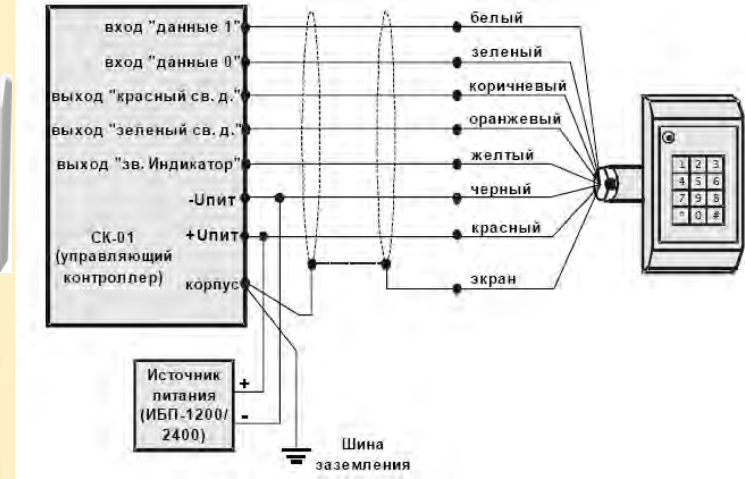 вход "данные 1"
белый
вход "данные 0"
зеленый
выход "красный св. д."
коричневый
выход "зеленый св. д."
оранжевый
выход "зв. Индикатор"
желтый
-Uпит
черный
+Uпит
красный
СК-01
(управляющий
контроллер)
корпус
экран
1 2 3
4 5 6
7 9 8
* 0 #
Источник
питания
(ИБП-1200/
2400)
+
-
Шина
заземления